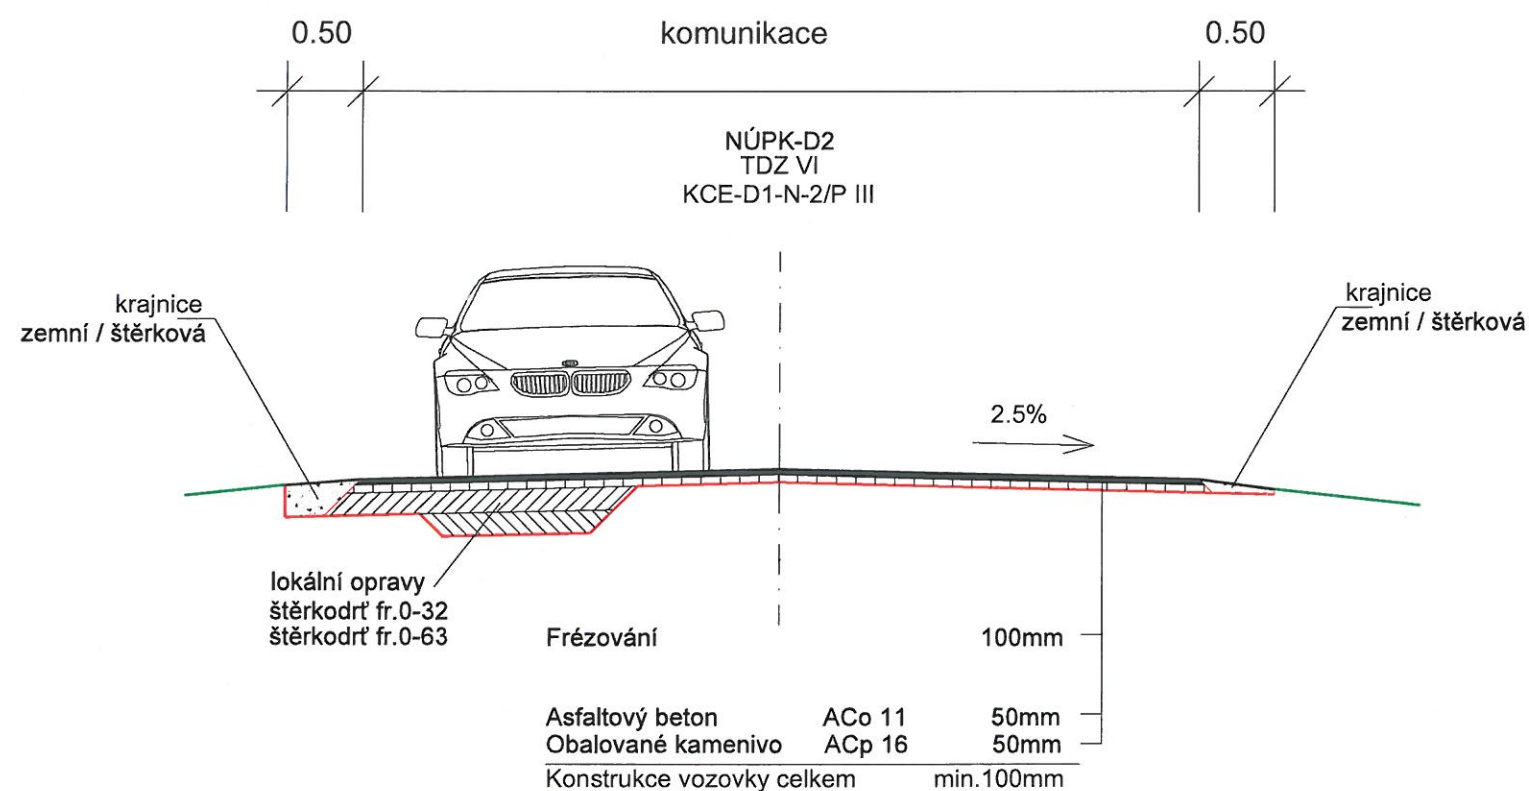 0.50 komunikace 0.50
NÚPK-D2
TDZ VI
KCE-D1-N-2/P III
krajnice
zemní / štěrková
krajnice
zemní / štěrková
2.5%
lokální opravy
štěrkodrť fr.0-32
štěrkodrť fr.0-63
Frézování 100mm
Asfaltový beton ACo 11 50mm
Obalované kamenivo ACp 16 50mm
Konstrukce vozovky celkem min.100mm